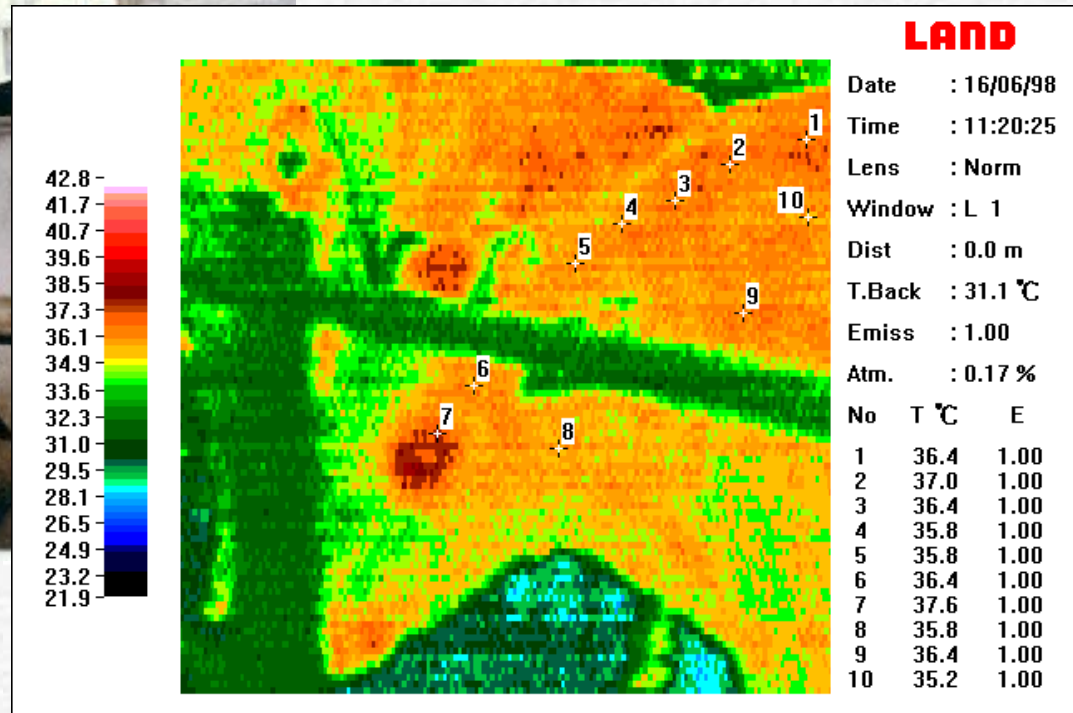 LAND
Date : 16/06/98
Time : 11:20:25
Lens : Norm
Window : L 1
Dist : 0.0 m
T.Back : 31.1 °C
Emiss : 1.00
Atm. : 0.17 %
No T °C E
1 36.4 1.00
2 37.0 1.00
3 36.4 1.00
4 35.8 1.00
5 35.8 1.00
6 36.4 1.00
7 37.6 1.00
8 35.8 1.00
9 36.4 1.00
10 35.2 1.00
42.8
41.7
40.7
39.6
38.5
37.3
36.1
34.9
33.6
32.3
31.0
29.5
28.1
26.5
24.9
23.2
21.9
1
2
3
4
10
5
9
6
7
8